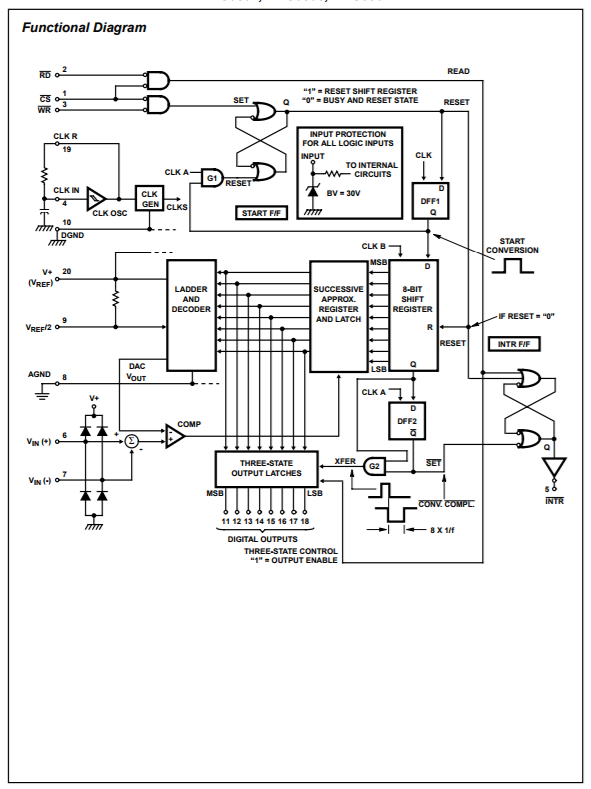 Functional Diagram
RD
2
CS
1
WR
3
READ
SET
Q
"1" = RESET SHIFT REGISTER
"0" = BUSY AND RESET STATE
RESET
CLK R
19
CLK IN
4
CLK OSC
CLK
GEN
CLKS
10
DGND
CLK A
G1
RESET
START F/F
INPUT PROTECTION
FOR ALL LOGIC INPUTS
INPUT
TO INTERNAL
CIRCUITS
BV = 30V
CLK
D
DFF1
Q
START
CONVERSION
CLK B
V+
(VREF)
20
9
VREF/2
LADDER
AND
DECODER
MSB
SUCCESSIVE
APPROX.
REGISTER
AND LATCH
LSB
D
8-BIT
SHIFT
REGISTER
R
Q
RESET
IF RESET = "0"
INTR F/F
AGND
8
DAC
VOUT
V+
COMP
-
+
VIN (+)
6
+
Σ
-
VIN (-)
7
CLK A
D
DFF2
Q
THREE-STATE
OUTPUT LATCHES
XFER
G2
SET
CONV. COMPL.
Q
5
INTR
MSB
LSB
11 12 13 14 15 16 17 18
DIGITAL OUTPUTS
8 X 1/f
THREE-STATE CONTROL
"1" = OUTPUT ENABLE